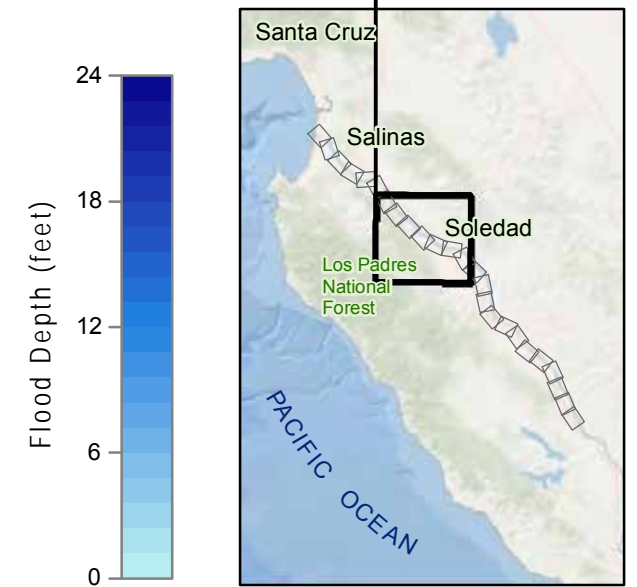 24
18
12
6
0
Flood Depth (feet)
Santa Cruz
Salinas
Soledad
Los Padres
National
Forest
PACIFIC OCEAN